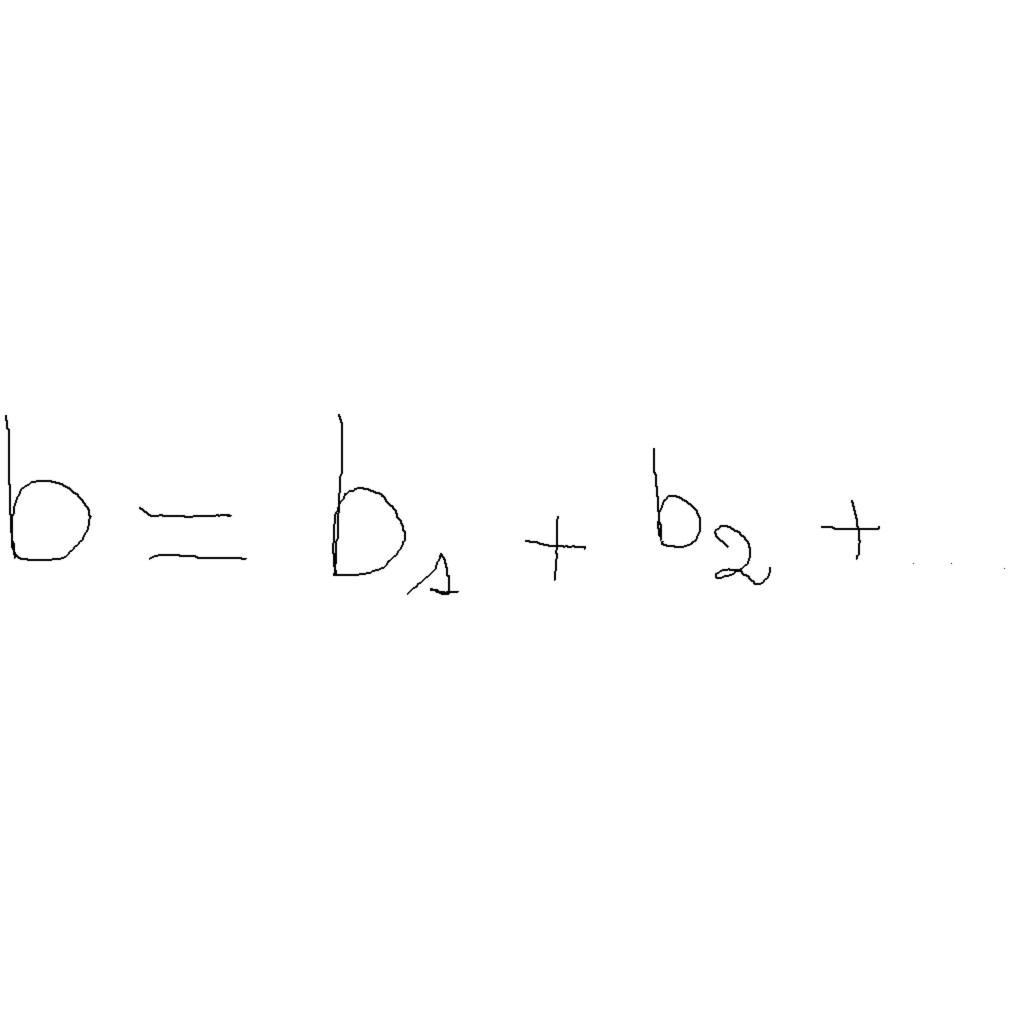 b = b₁ + b₂ + ...